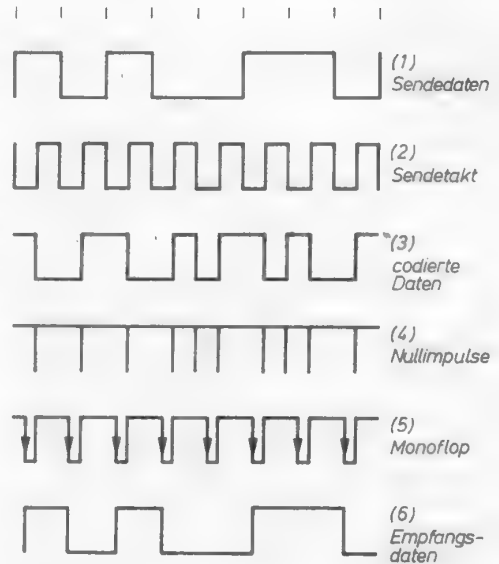 (1)
Sendedaten
(2)
Sendetakt
(3)
codierte
Daten
(4)
Nullimpulse
(5)
Monoflop
(6)
Empfangs-
daten